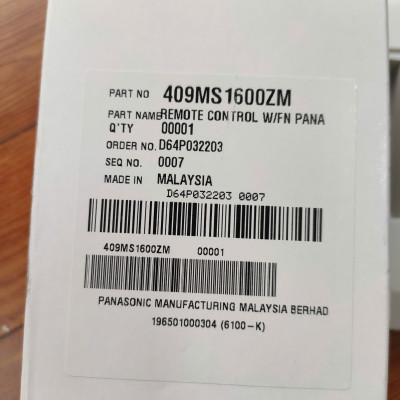 PART NO 409MS1600ZM
PART NAME REMOTE CONTROL W/FN PANA
Q'TY 00001
ORDER NO. D64P032203
SEQ NO. 0007
MADE IN MALAYSIA
D64P032203 0007
409MS1600ZM 00001
PANASONIC MANUFACTURING MALAYSIA BERHAD
196501000304 (6100-K)